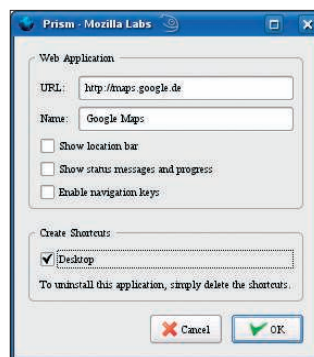 Prism - Mozilla Labs
Web Application
URL: http://maps.google.de
Name: Google Maps
Show location bar
Show status messages and progress
Enable navigation keys
Create Shortcuts
Desktop
To uninstall this application, simply delete the shortcuts.
Cancel OK